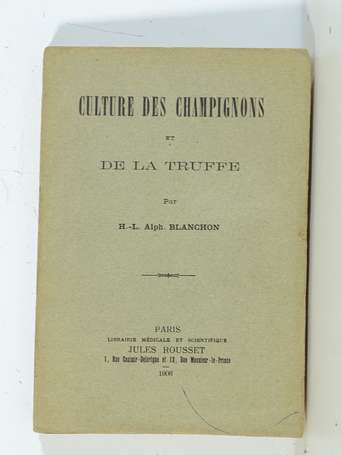 CULTURE DES CHAMPIGNONS
ET
DE LA TRUFFE
Par
H.-L. Alph. BLANCHON
PARIS
LIBRAIRIE MÉDICALE ET SCIENTIFIQUE
JULES ROUSSET
1, Rue Casimir-Delavigne et 12, Rue Monsieur-le-Prince
1906